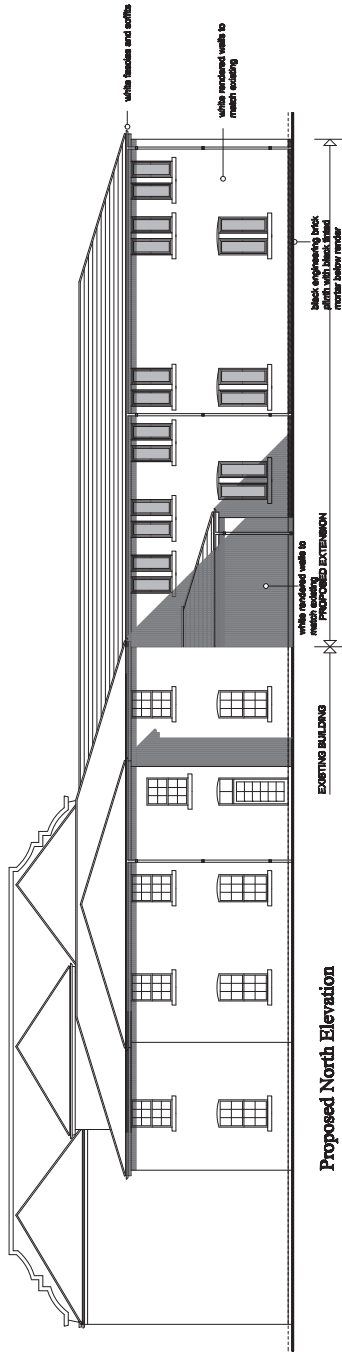 white fascias and soffits
white rendered walls to
match existing
black engineering brick
plinth with black tinted
mortar below render
white rendered walls to
match existing
PROPOSED EXTENSION
EXISTING BUILDING
Proposed North Elevation